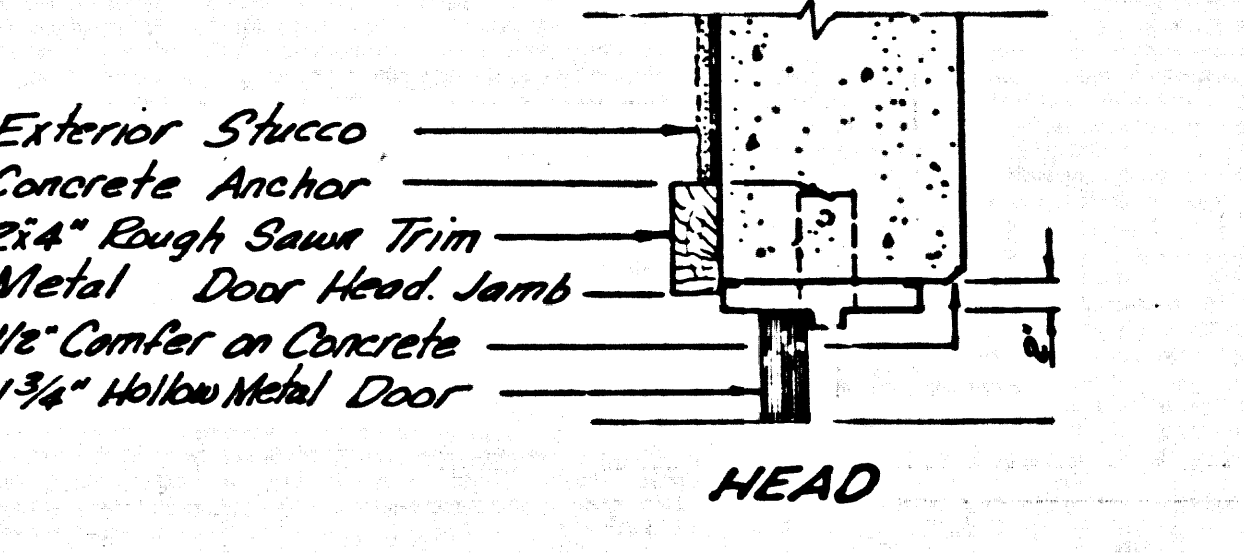 Exterior Stucco
Concrete Anchor
2"x4" Rough Sawn Trim
Metal Door Head. Jamb
1/2" Comfer on Concrete
1 3/4" Hollow Metal Door
2"
HEAD